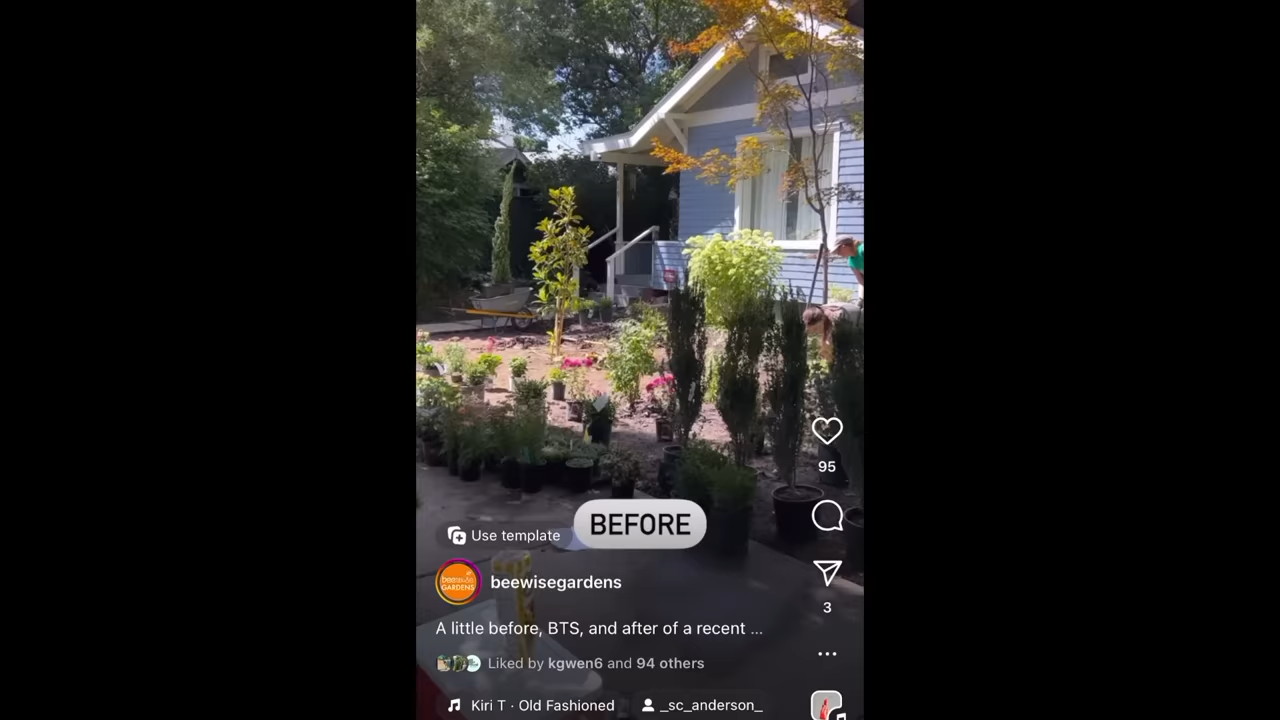 95
BEFORE
Use template
beewisegardens
3
A little before, BTS, and after of a recent ...
Liked by kgwen6 and 94 others
Kiri T · Old Fashioned
_sc_anderson_